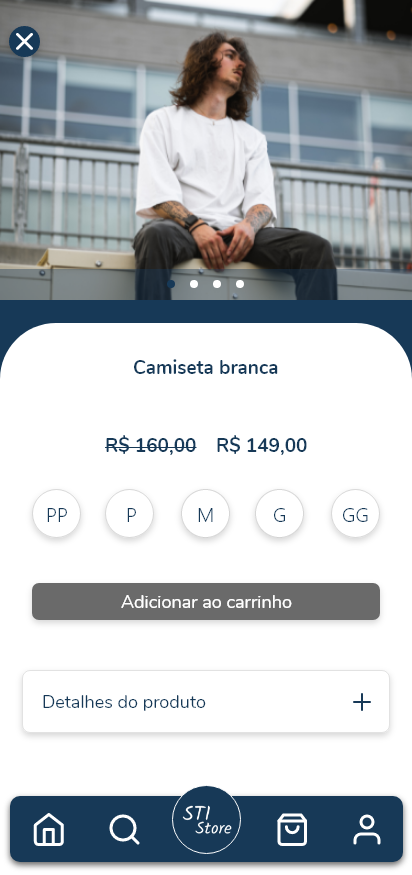 Camiseta branca
R$ 160,00 R$ 149,00
PP P M G GG
Adicionar ao carrinho
Detalhes do produto
STI
Store